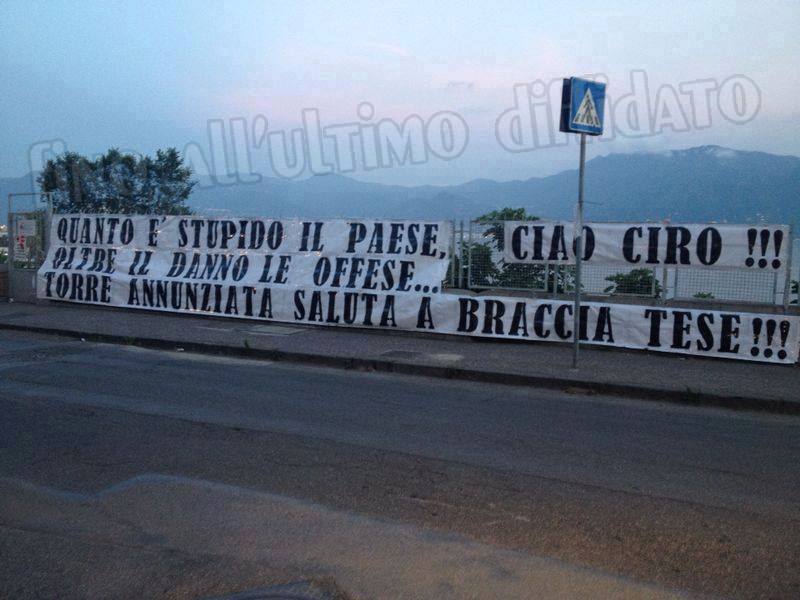 fino all'ultimo diffidato
QUANTO E' STUPIDO IL PAESE,
OLTRE IL DANNO LE OFFESE...
TORRE ANNUNZIATA SALUTA A BRACCIA TESE!!!
CIAO CIRO !!!